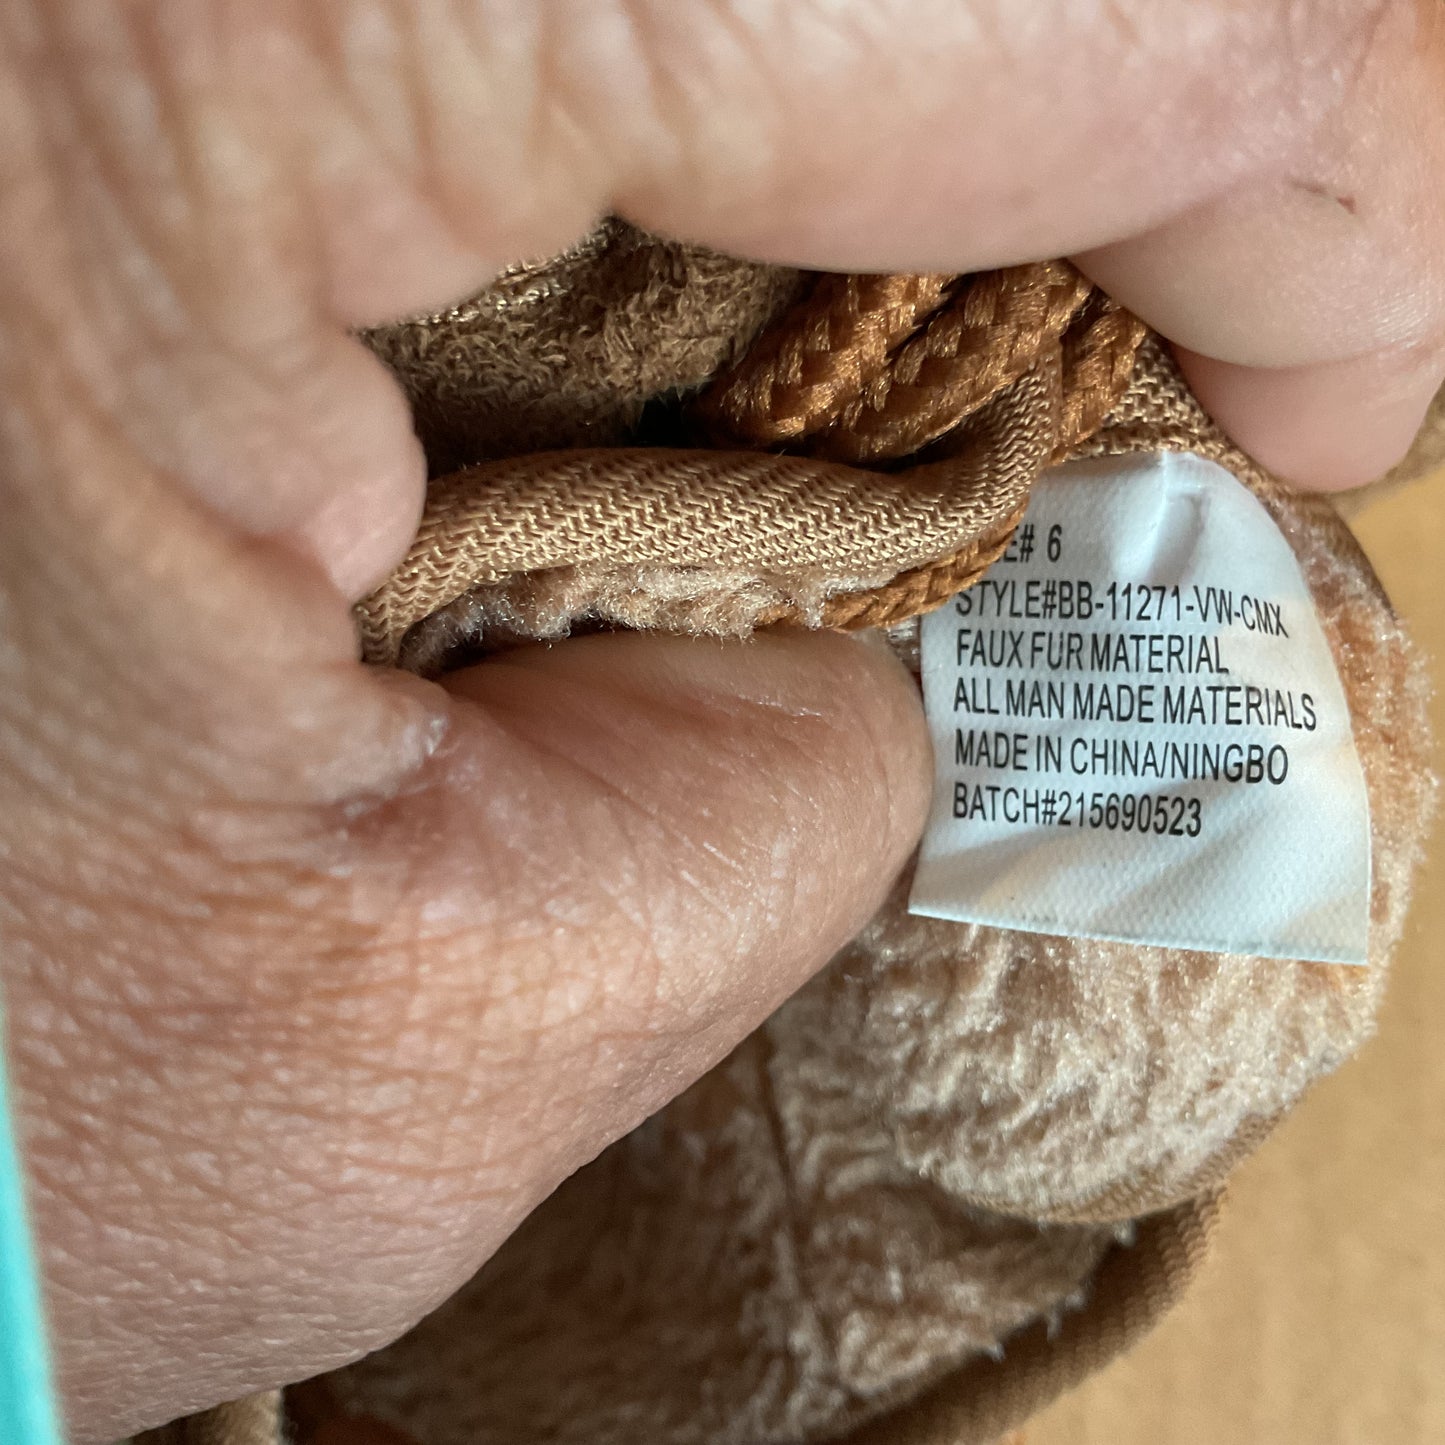 # 6
STYLE#BB-11271-VW-CMX
FAUX FUR MATERIAL
ALL MAN MADE MATERIALS
MADE IN CHINA/NINGBO
BATCH#215690523